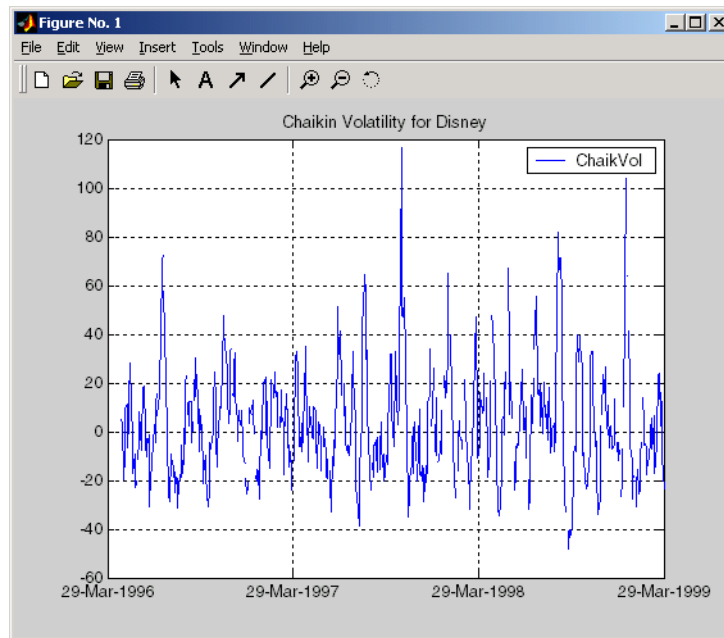 Figure No. 1
File Edit View Insert Tools Window Help
A
Chaikin Volatility for Disney
ChaikVol
120
100
80
60
40
20
0
-20
-40
-60
29-Mar-1996 29-Mar-1997 29-Mar-1998 29-Mar-1999